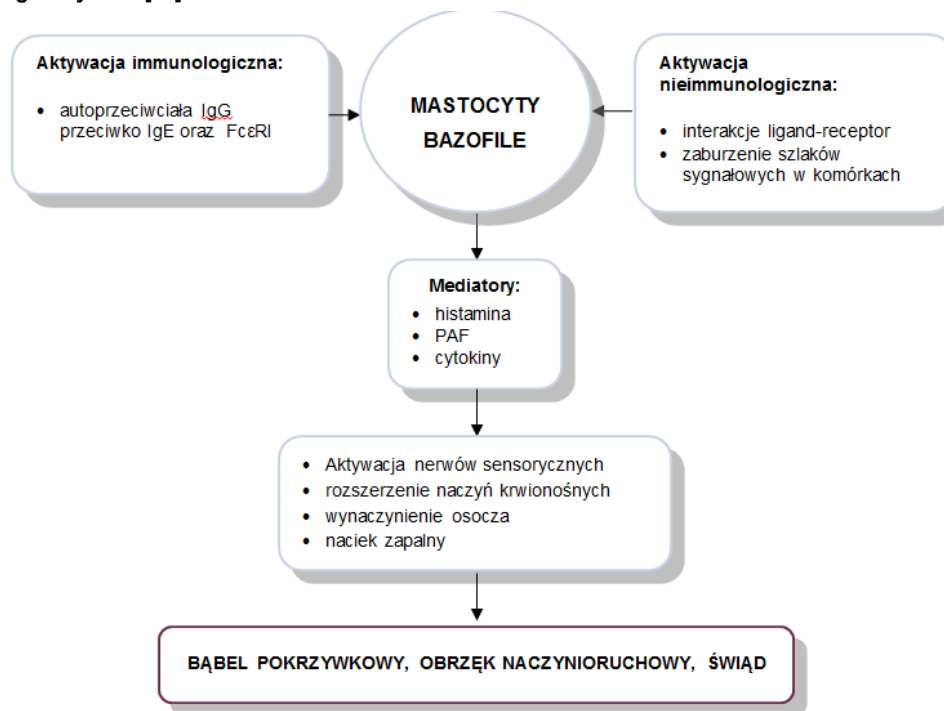 Aktywacja immunologiczna:
• autoprzeciwciała IgG
przeciwko IgE oraz FcεRI
MASTOCYTY
BAZOFILE
Aktywacja
nieimmunologiczna:
• interakcje ligand-receptor
• zaburzenie szlaków
sygnałowych w komórkach
Mediatory:
• histamina
• PAF
• cytokiny
• Aktywacja nerwów sensorycznych
• rozszerzenie naczyń krwionośnych
• wynaczynienie osocza
• naciek zapalny
BĄBEL POKRZYWKOWY, OBRZĘK NACZYNIORUCHOWY, ŚWIĄD